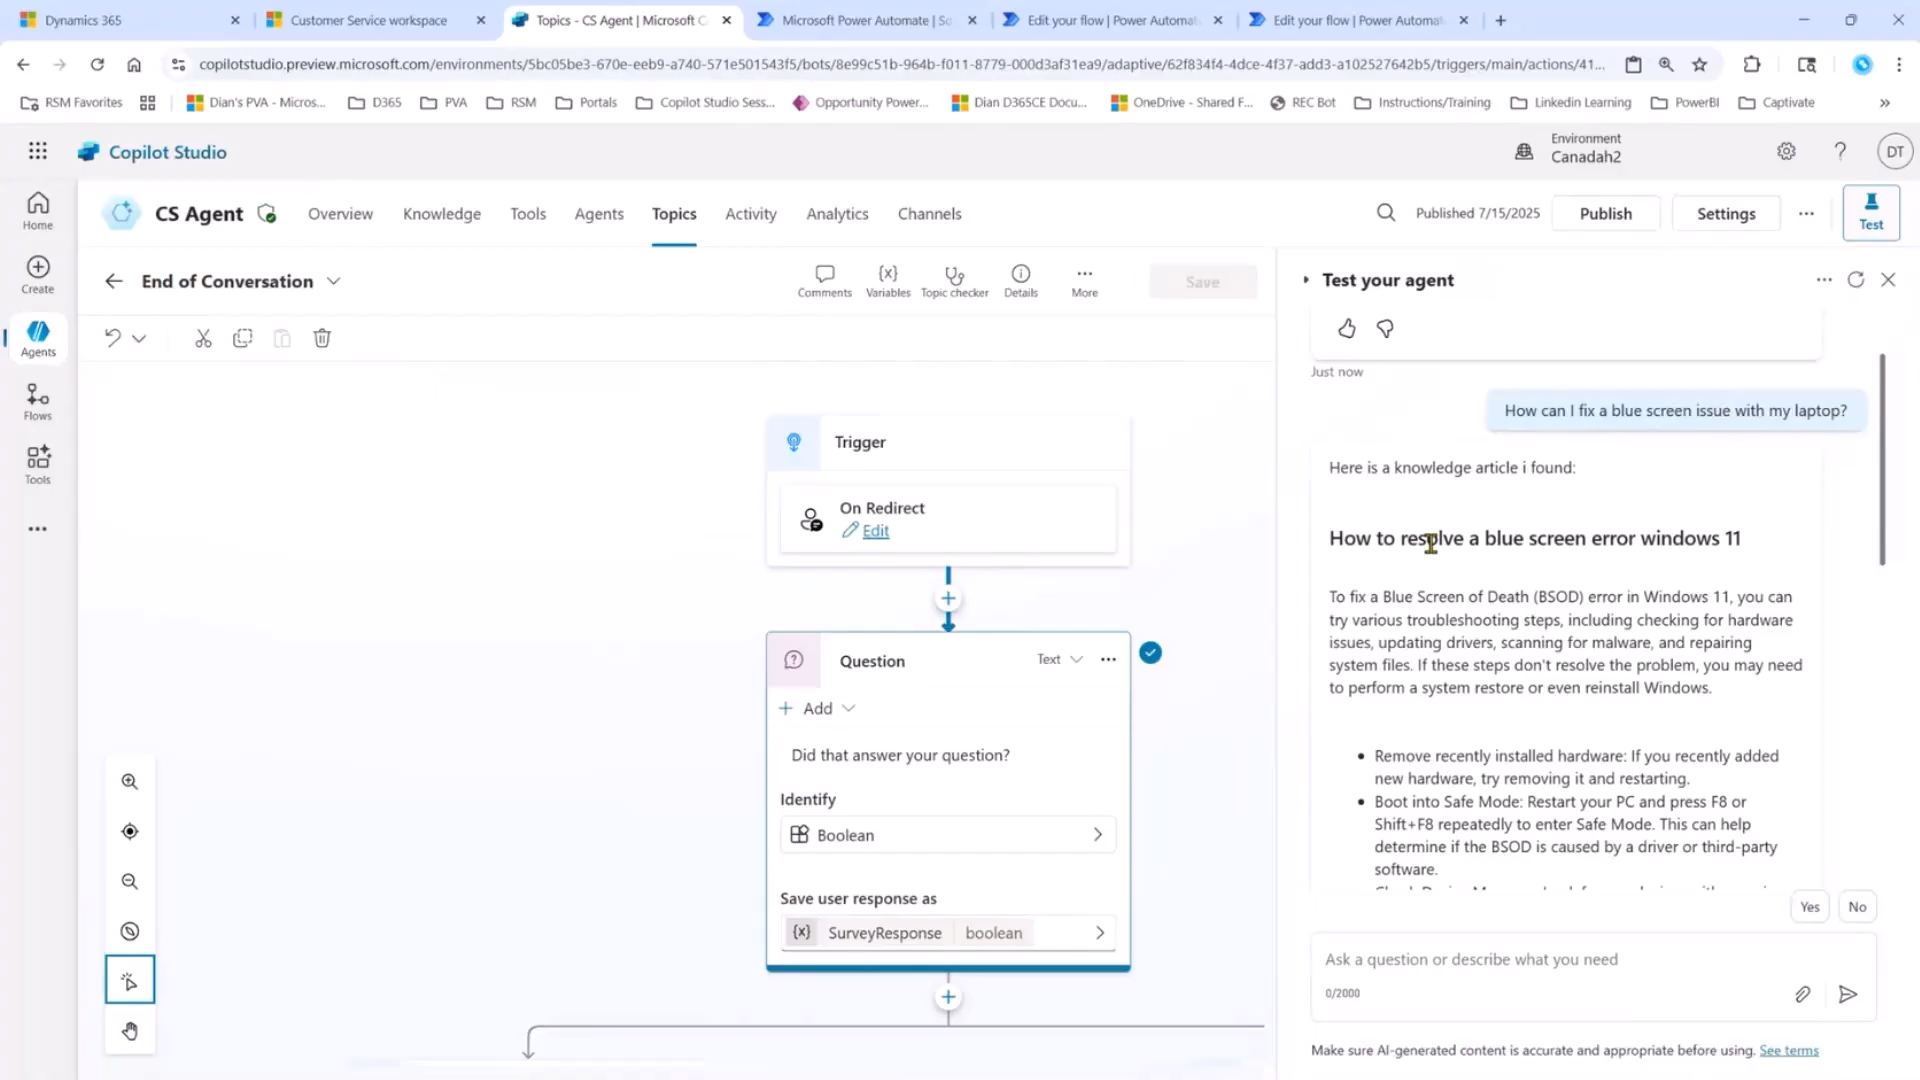 Dynamics 365
Customer Service workspace
Topics - CS Agent | Microsoft C
Microsoft Power Automate | So
Edit your flow | Power Automat
Edit your flow | Power Automat
copilotstudio.preview.microsoft.com/environments/5bc05be3-670e-eeb9-a740-571e501543f5/bots/8e99c51b-964b-f011-8779-000d3af31ea9/adaptive/62f834f4-4dce-4f37-add3-a102527642b5/triggers/main/actions/41...
RSM Favorites
Dian's PVA - Micros...
D365
PVA
RSM
Portals
Copilot Studio Sess...
Opportunity Power...
Dian D365CE Docu...
OneDrive - Shared F...
REC Bot
Instructions/Training
Linkedin Learning
PowerBI
Captivate
Copilot Studio
Environment
Canadah2
DT
Home
Create
Agents
Flows
Tools
CS Agent
Overview
Knowledge
Tools
Agents
Topics
Activity
Analytics
Channels
Published 7/15/2025
Publish
Settings
Test
End of Conversation
Comments
{x}
Variables
Topic checker
Details
More
Save
Trigger
On Redirect
Edit
Question
Text
Add
Did that answer your question?
Identify
Boolean
Save user response as
{x} SurveyResponse boolean
Test your agent
Just now
How can I fix a blue screen issue with my laptop?
Here is a knowledge article i found:
How to resolve a blue screen error windows 11
To fix a Blue Screen of Death (BSOD) error in Windows 11, you can
try various troubleshooting steps, including checking for hardware
issues, updating drivers, scanning for malware, and repairing
system files. If these steps don't resolve the problem, you may need
to perform a system restore or even reinstall Windows.
• Remove recently installed hardware: If you recently added
new hardware, try removing it and restarting.
• Boot into Safe Mode: Restart your PC and press F8 or
Shift+F8 repeatedly to enter Safe Mode. This can help
determine if the BSOD is caused by a driver or third-party
software.
Yes
No
Ask a question or describe what you need
0/2000
Make sure AI-generated content is accurate and appropriate before using. See terms